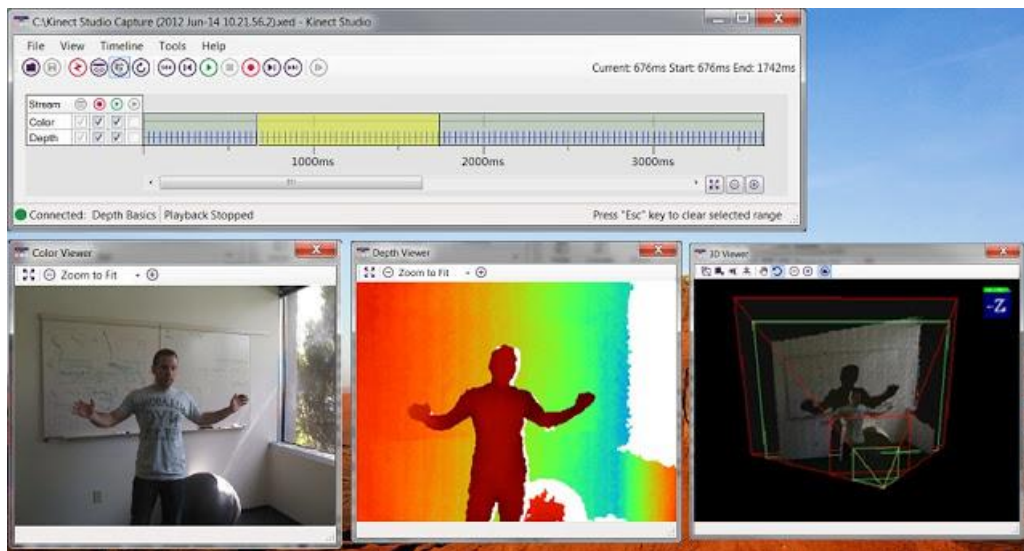 C:\Kinect Studio Capture (2012 Jun-14 10.21.56.2).xed - Kinect Studio
File View Timeline Tools Help
Current: 676ms Start: 676ms End: 1742ms
Stream
Color
Depth
1000ms 2000ms 3000ms
Connected: Depth Basics Playback Stopped Press "Esc" key to clear selected range
Color Viewer Depth Viewer 3D Viewer
Zoom to Fit Zoom to Fit
-Z